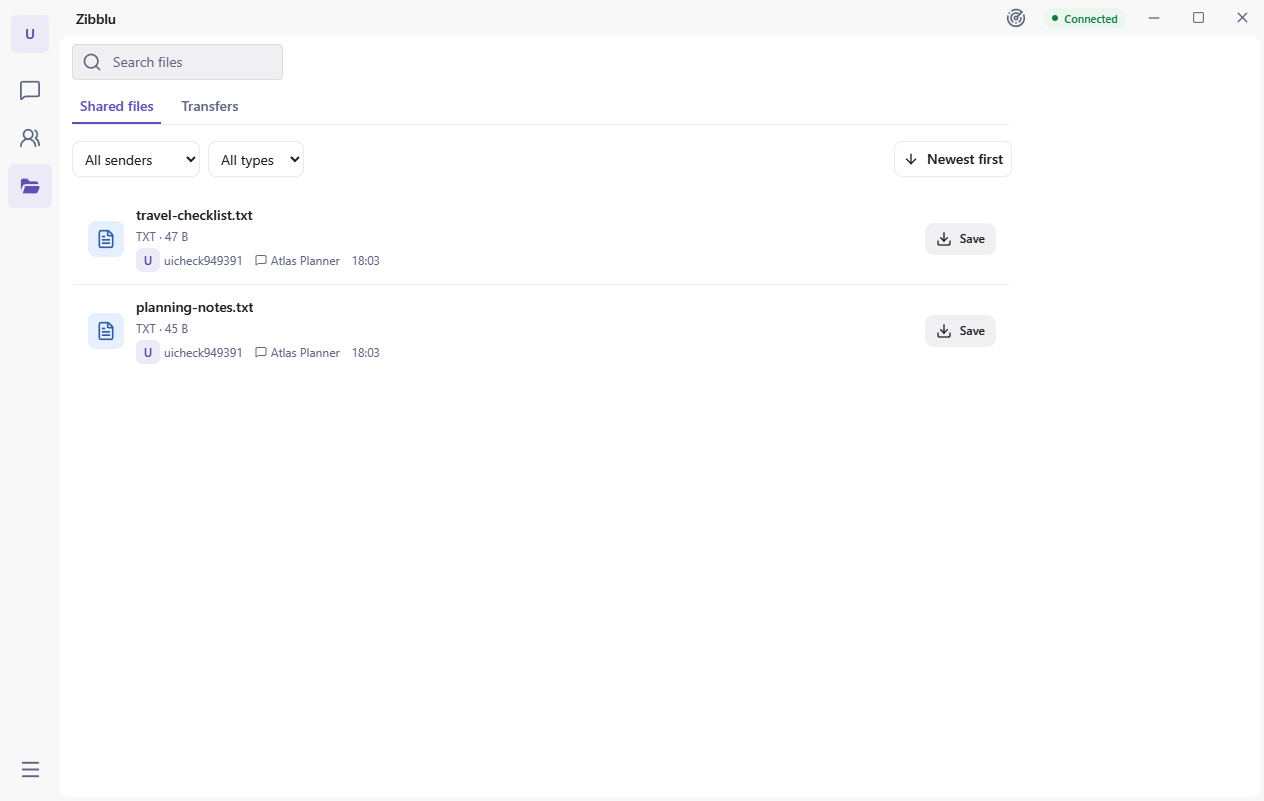 U
Zibblu
Connected
Search files
Shared files
Transfers
All senders
All types
Newest first
travel-checklist.txt
TXT · 47 B
U uicheck949391 Atlas Planner 18:03
Save
planning-notes.txt
TXT · 45 B
U uicheck949391 Atlas Planner 18:03
Save